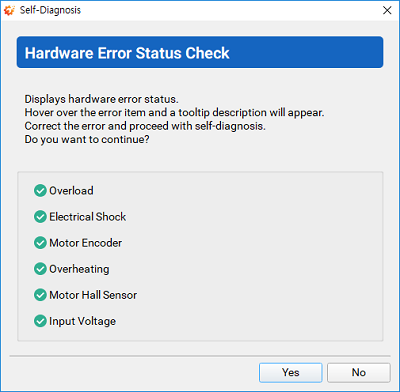 Self-Diagnosis
Hardware Error Status Check
Displays hardware error status.
Hover over the error item and a tooltip description will appear.
Correct the error and proceed with self-diagnosis.
Do you want to continue?
Overload
Electrical Shock
Motor Encoder
Overheating
Motor Hall Sensor
Input Voltage
Yes
No